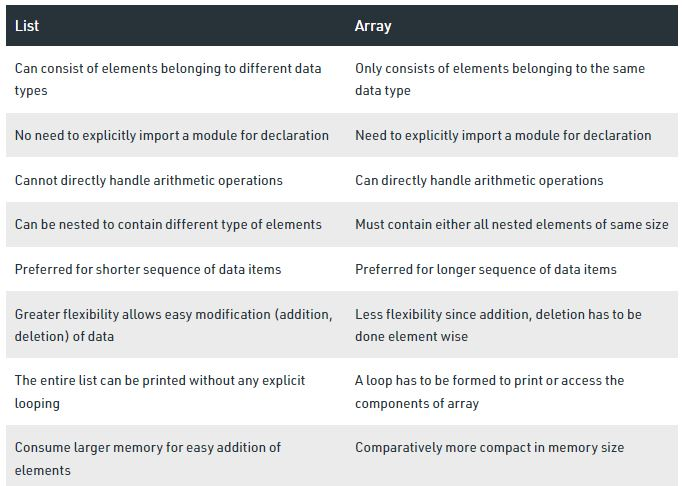 List Array
Can consist of elements belonging to different data Only consists of elements belonging to the same
types data type
No need to explicitly import a module for declaration Need to explicitly import a module for declaration
Cannot directly handle arithmetic operations Can directly handle arithmetic operations
Can be nested to contain different type of elements Must contain either all nested elements of same size
Preferred for shorter sequence of data items Preferred for longer sequence of data items
Greater flexibility allows easy modification (addition, Less flexibility since addition, deletion has to be
deletion) of data done element wise
The entire list can be printed without any explicit A loop has to be formed to print or access the
looping components of array
Consume larger memory for easy addition of Comparatively more compact in memory size
elements